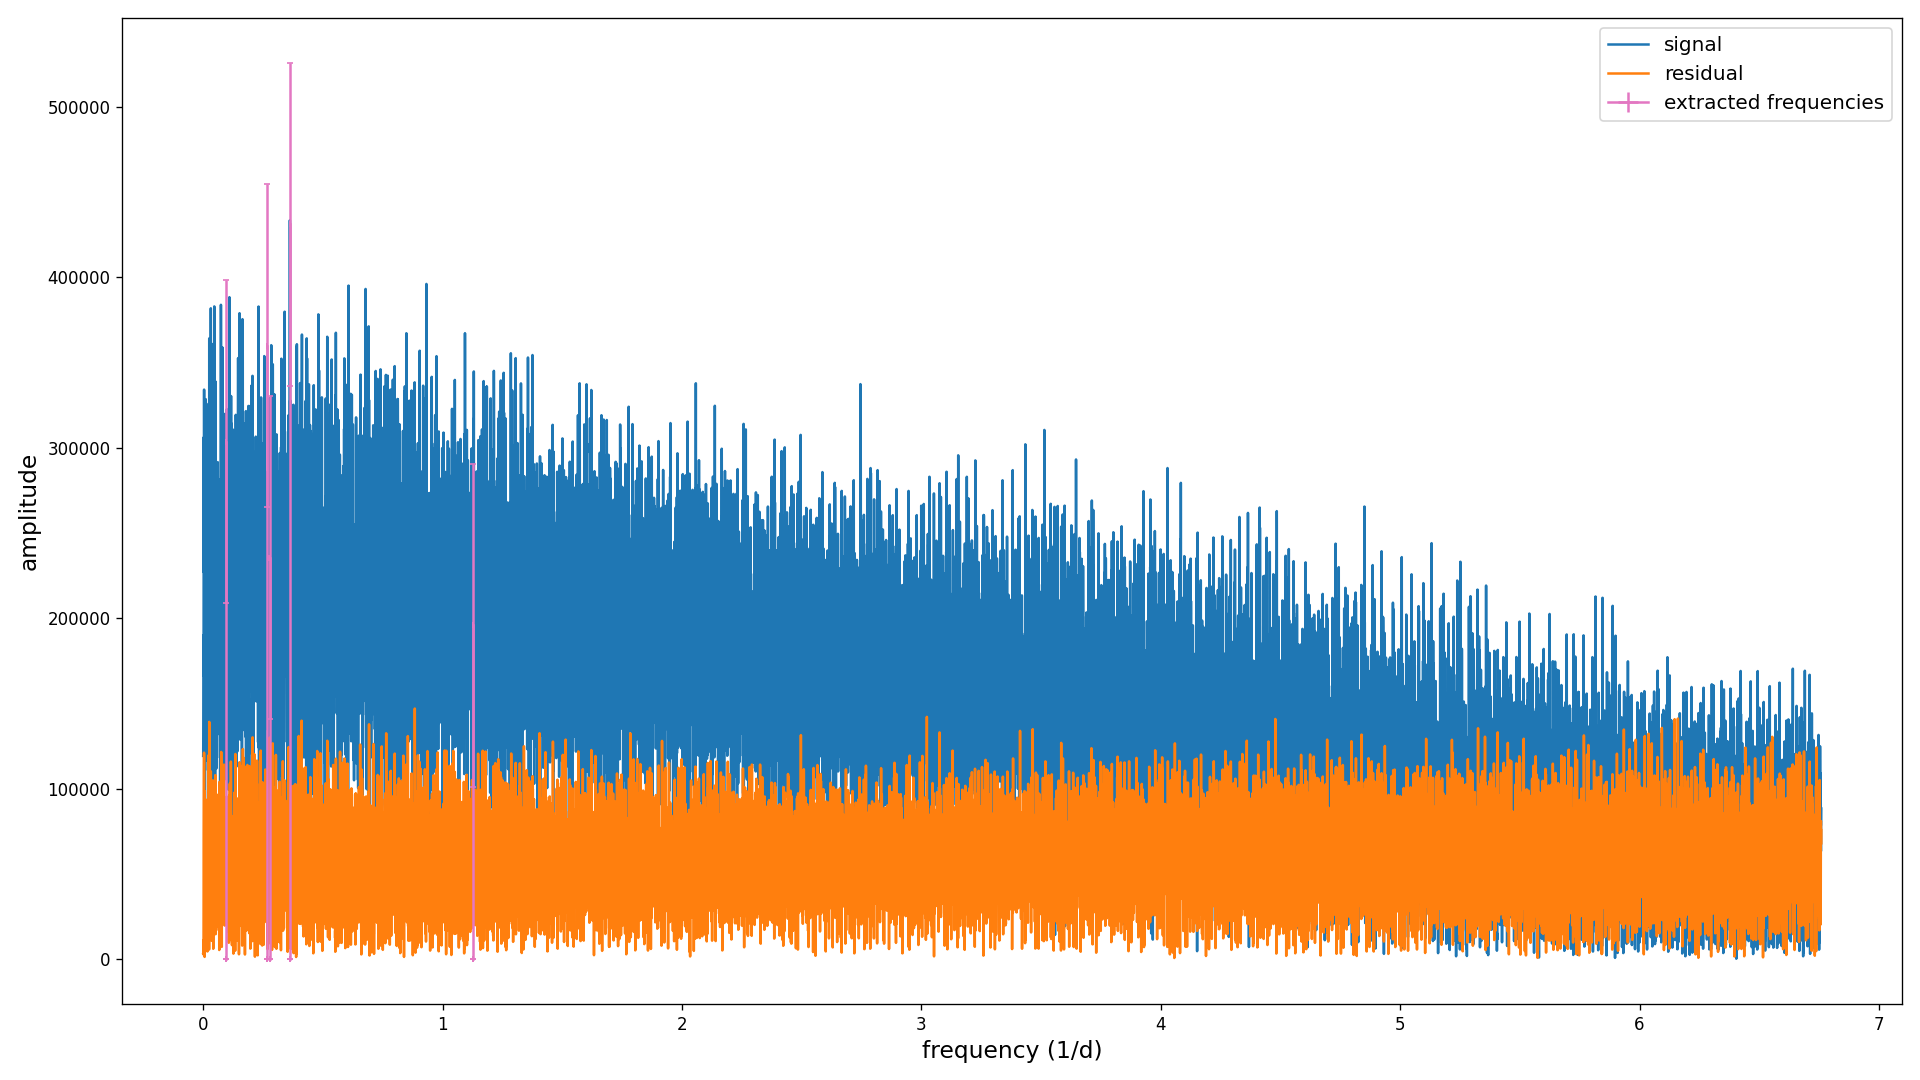 signal
residual
extracted frequencies
500000
400000
300000
200000
100000
0
amplitude
0 1 2 3 4 5 6 7
frequency (1/d)